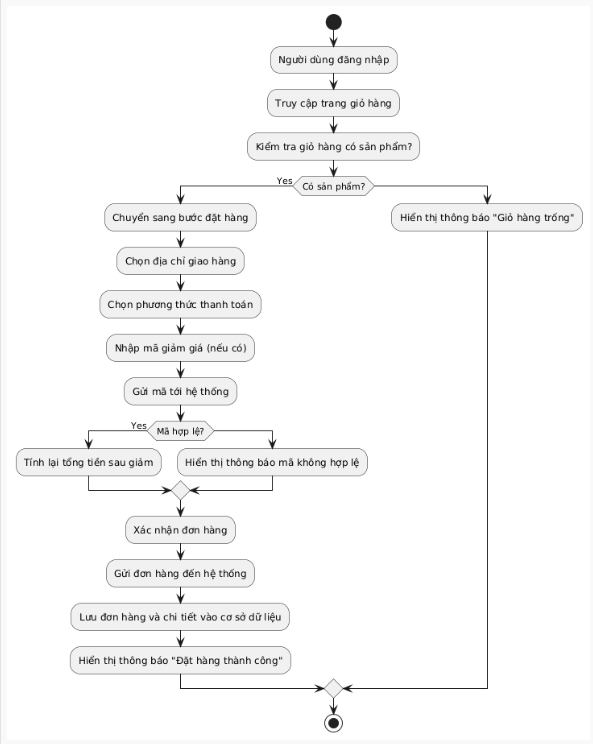 Người dùng đăng nhập
Truy cập trang giỏ hàng
Kiểm tra giỏ hàng có sản phẩm?
Yes
Có sản phẩm?
Chuyển sang bước đặt hàng
Hiển thị thông báo "Giỏ hàng trống"
Chọn địa chỉ giao hàng
Chọn phương thức thanh toán
Nhập mã giảm giá (nếu có)
Gửi mã tới hệ thống
Yes
Mã hợp lệ?
Tính lại tổng tiền sau giảm
Hiển thị thông báo mã không hợp lệ
Xác nhận đơn hàng
Gửi đơn hàng đến hệ thống
Lưu đơn hàng và chi tiết vào cơ sở dữ liệu
Hiển thị thông báo "Đặt hàng thành công"